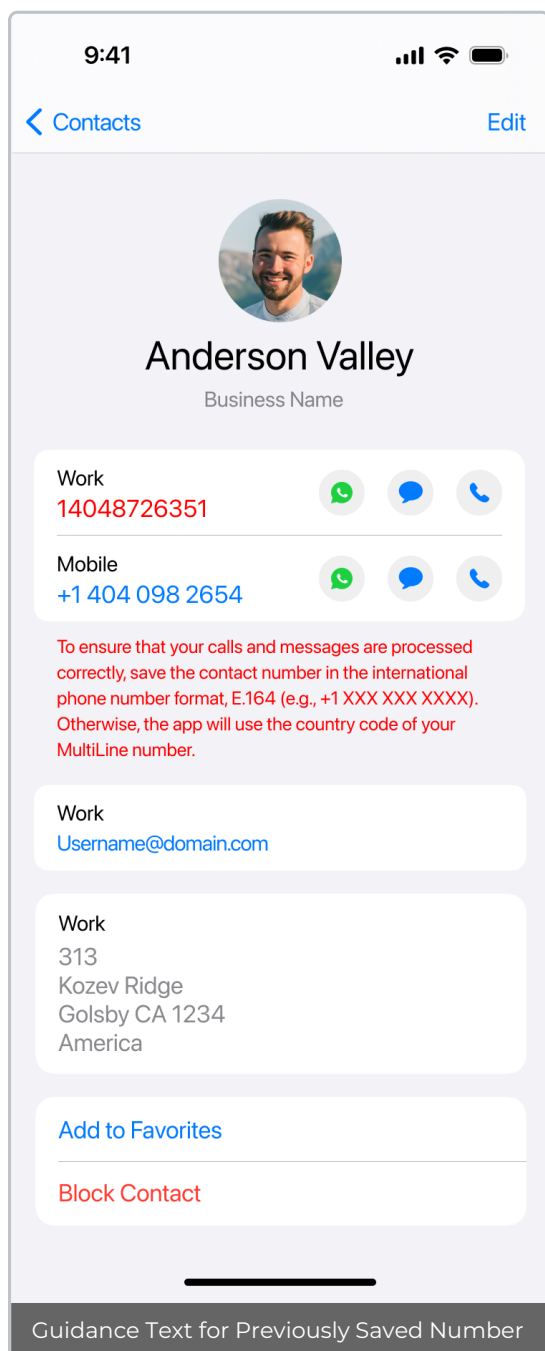 9:41
Contacts
Edit
Anderson Valley
Business Name
Work
14048726351
Mobile
+1 404 098 2654
To ensure that your calls and messages are processed
correctly, save the contact number in the international
phone number format, E.164 (e.g., +1 XXX XXX XXXX).
Otherwise, the app will use the country code of your
MultiLine number.
Work
Username@domain.com
Work
313
Kozev Ridge
Golsby CA 1234
America
Add to Favorites
Block Contact
Guidance Text for Previously Saved Number